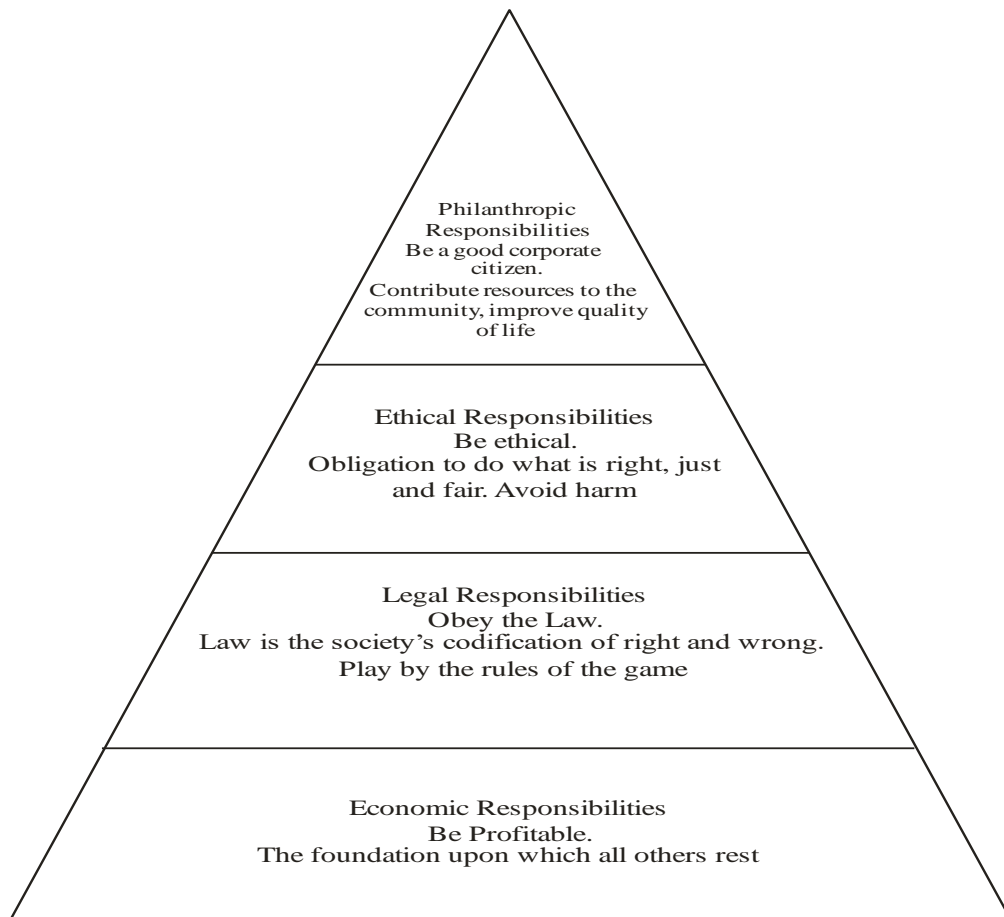 Philanthropic
Responsibilities
Be a good corporate
citizen.
Contribute resources to the
community, improve quality
of life
Ethical Responsibilities
Be ethical.
Obligation to do what is right, just
and fair. Avoid harm
Legal Responsibilities
Obey the Law.
Law is the society’s codification of right and wrong.
Play by the rules of the game
Economic Responsibilities
Be Profitable.
The foundation upon which all others rest